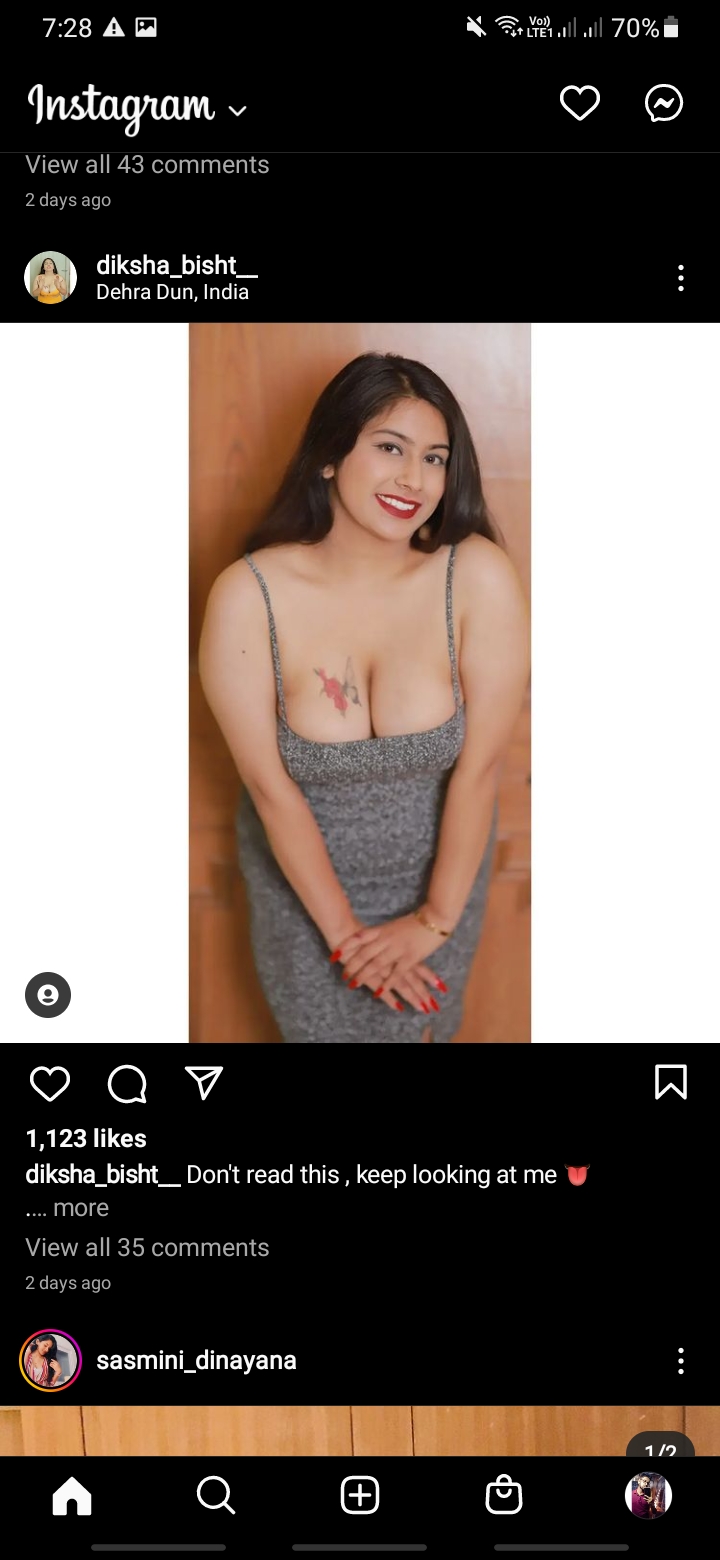 7:28
Vo)) LTE1 70%
Instagram
View all 43 comments
2 days ago
diksha_bisht__
Dehra Dun, India
1,123 likes
diksha_bisht__ Don't read this , keep looking at me 👅
.... more
View all 35 comments
2 days ago
sasmini_dinayana
1/2